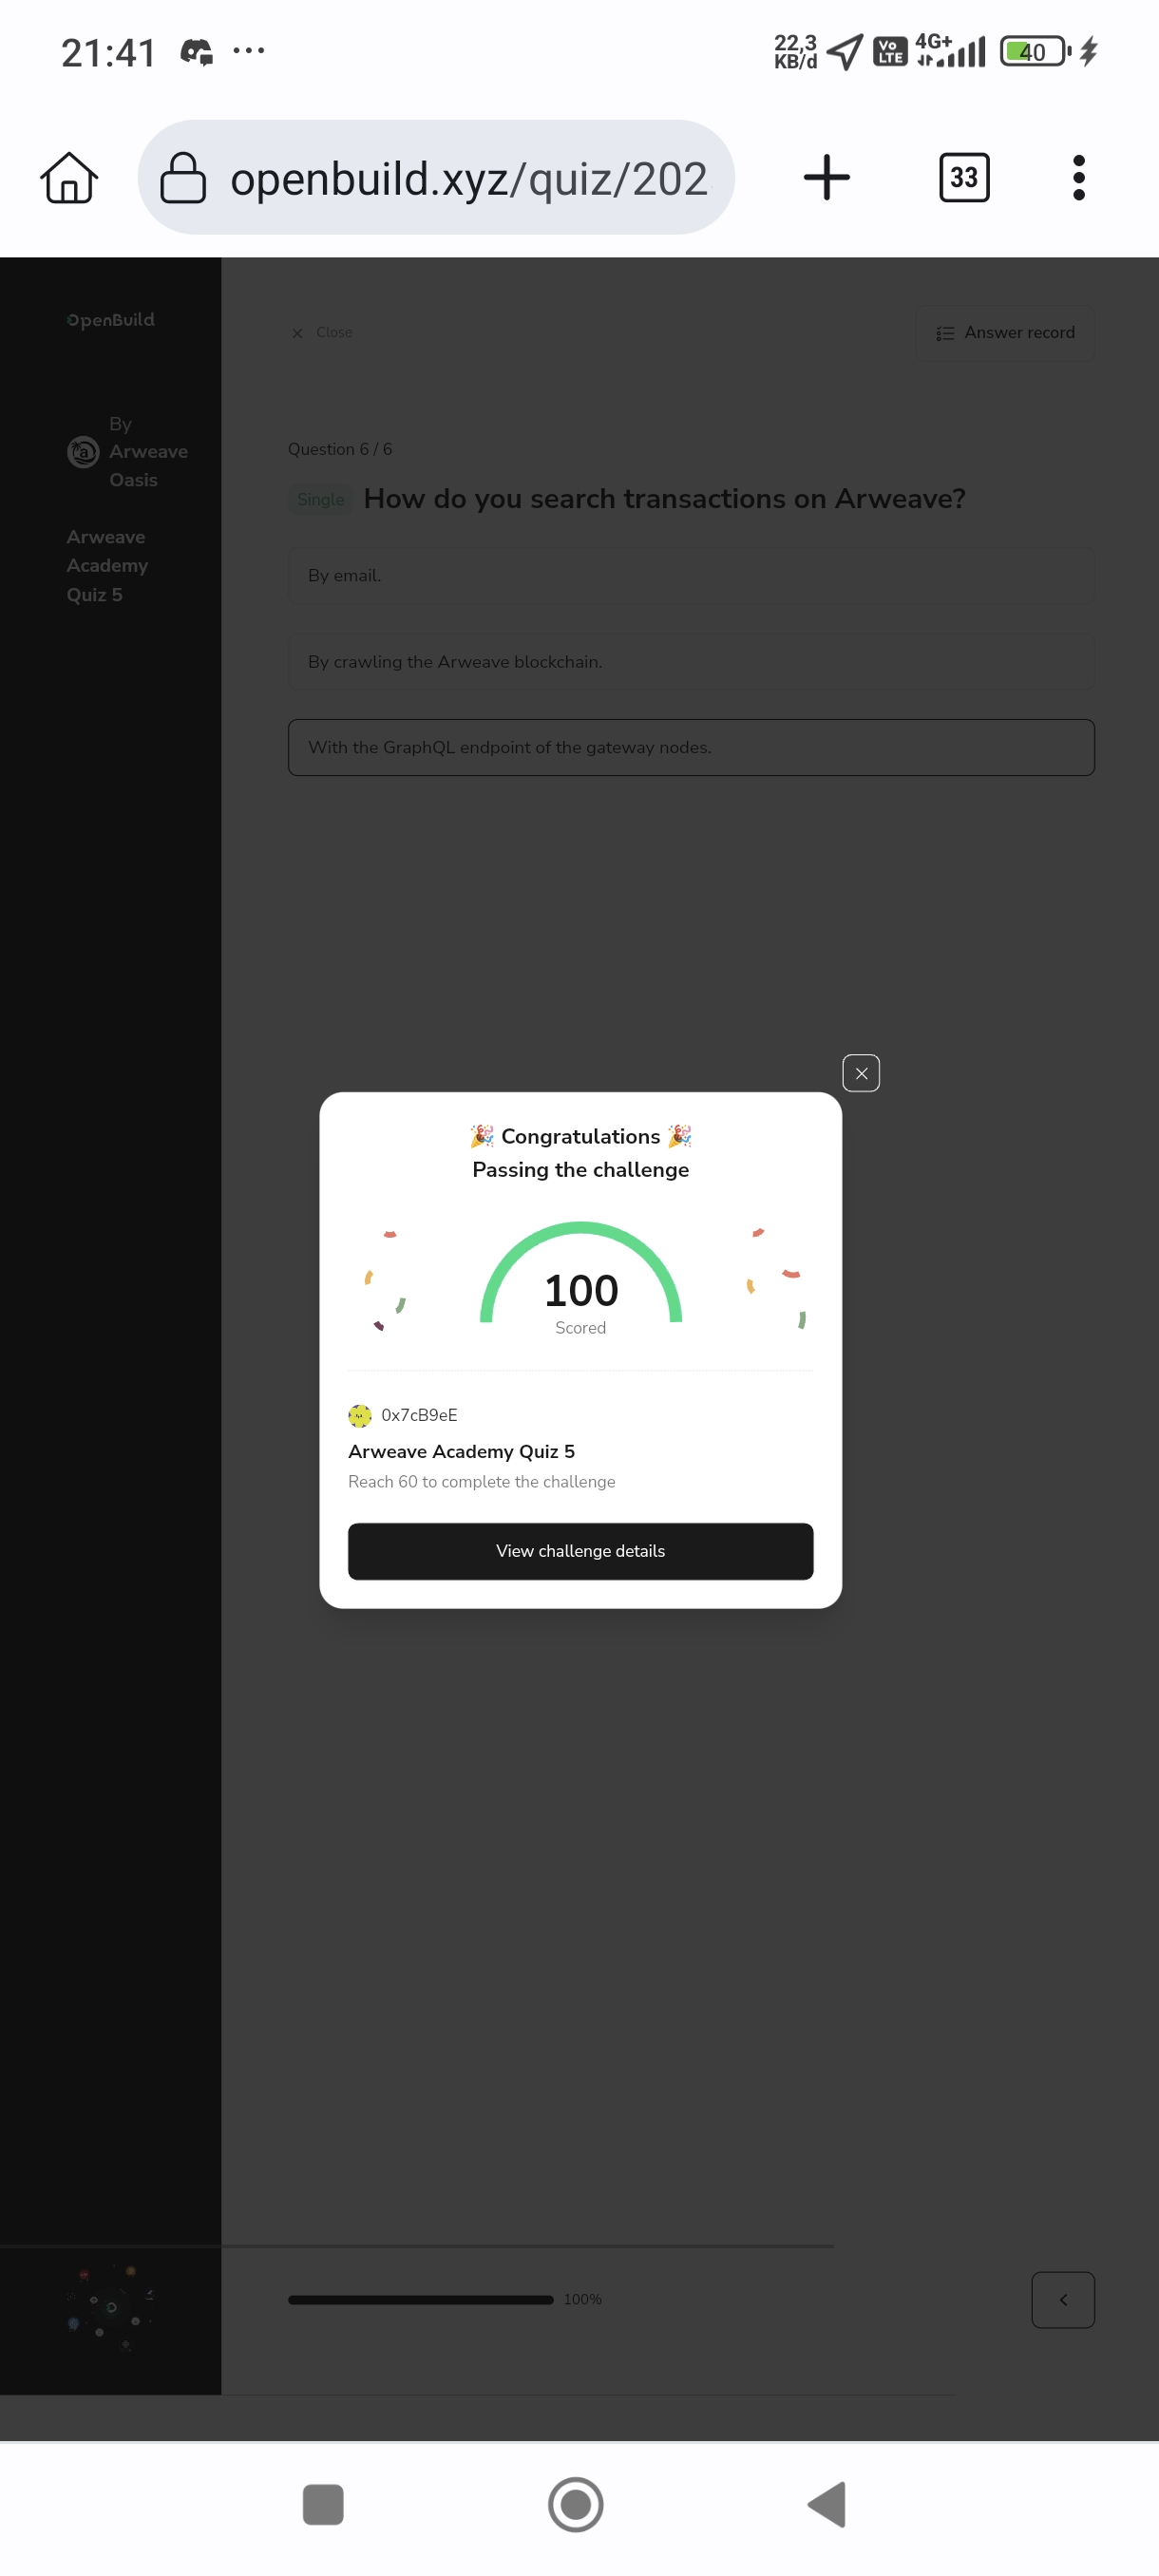 21:41
22,3
KB/d
Vo
LTE
4G+
40
openbuild.xyz/quiz/202
33
OpenBuild
Close
Answer record
By
Arweave
Oasis
Arweave
Academy
Quiz 5
Question 6 / 6
Single How do you search transactions on Arweave?
By email.
By crawling the Arweave blockchain.
With the GraphQL endpoint of the gateway nodes.
🎉 Congratulations 🎉
Passing the challenge
100
Scored
0x7cB9eE
Arweave Academy Quiz 5
Reach 60 to complete the challenge
View challenge details
100%